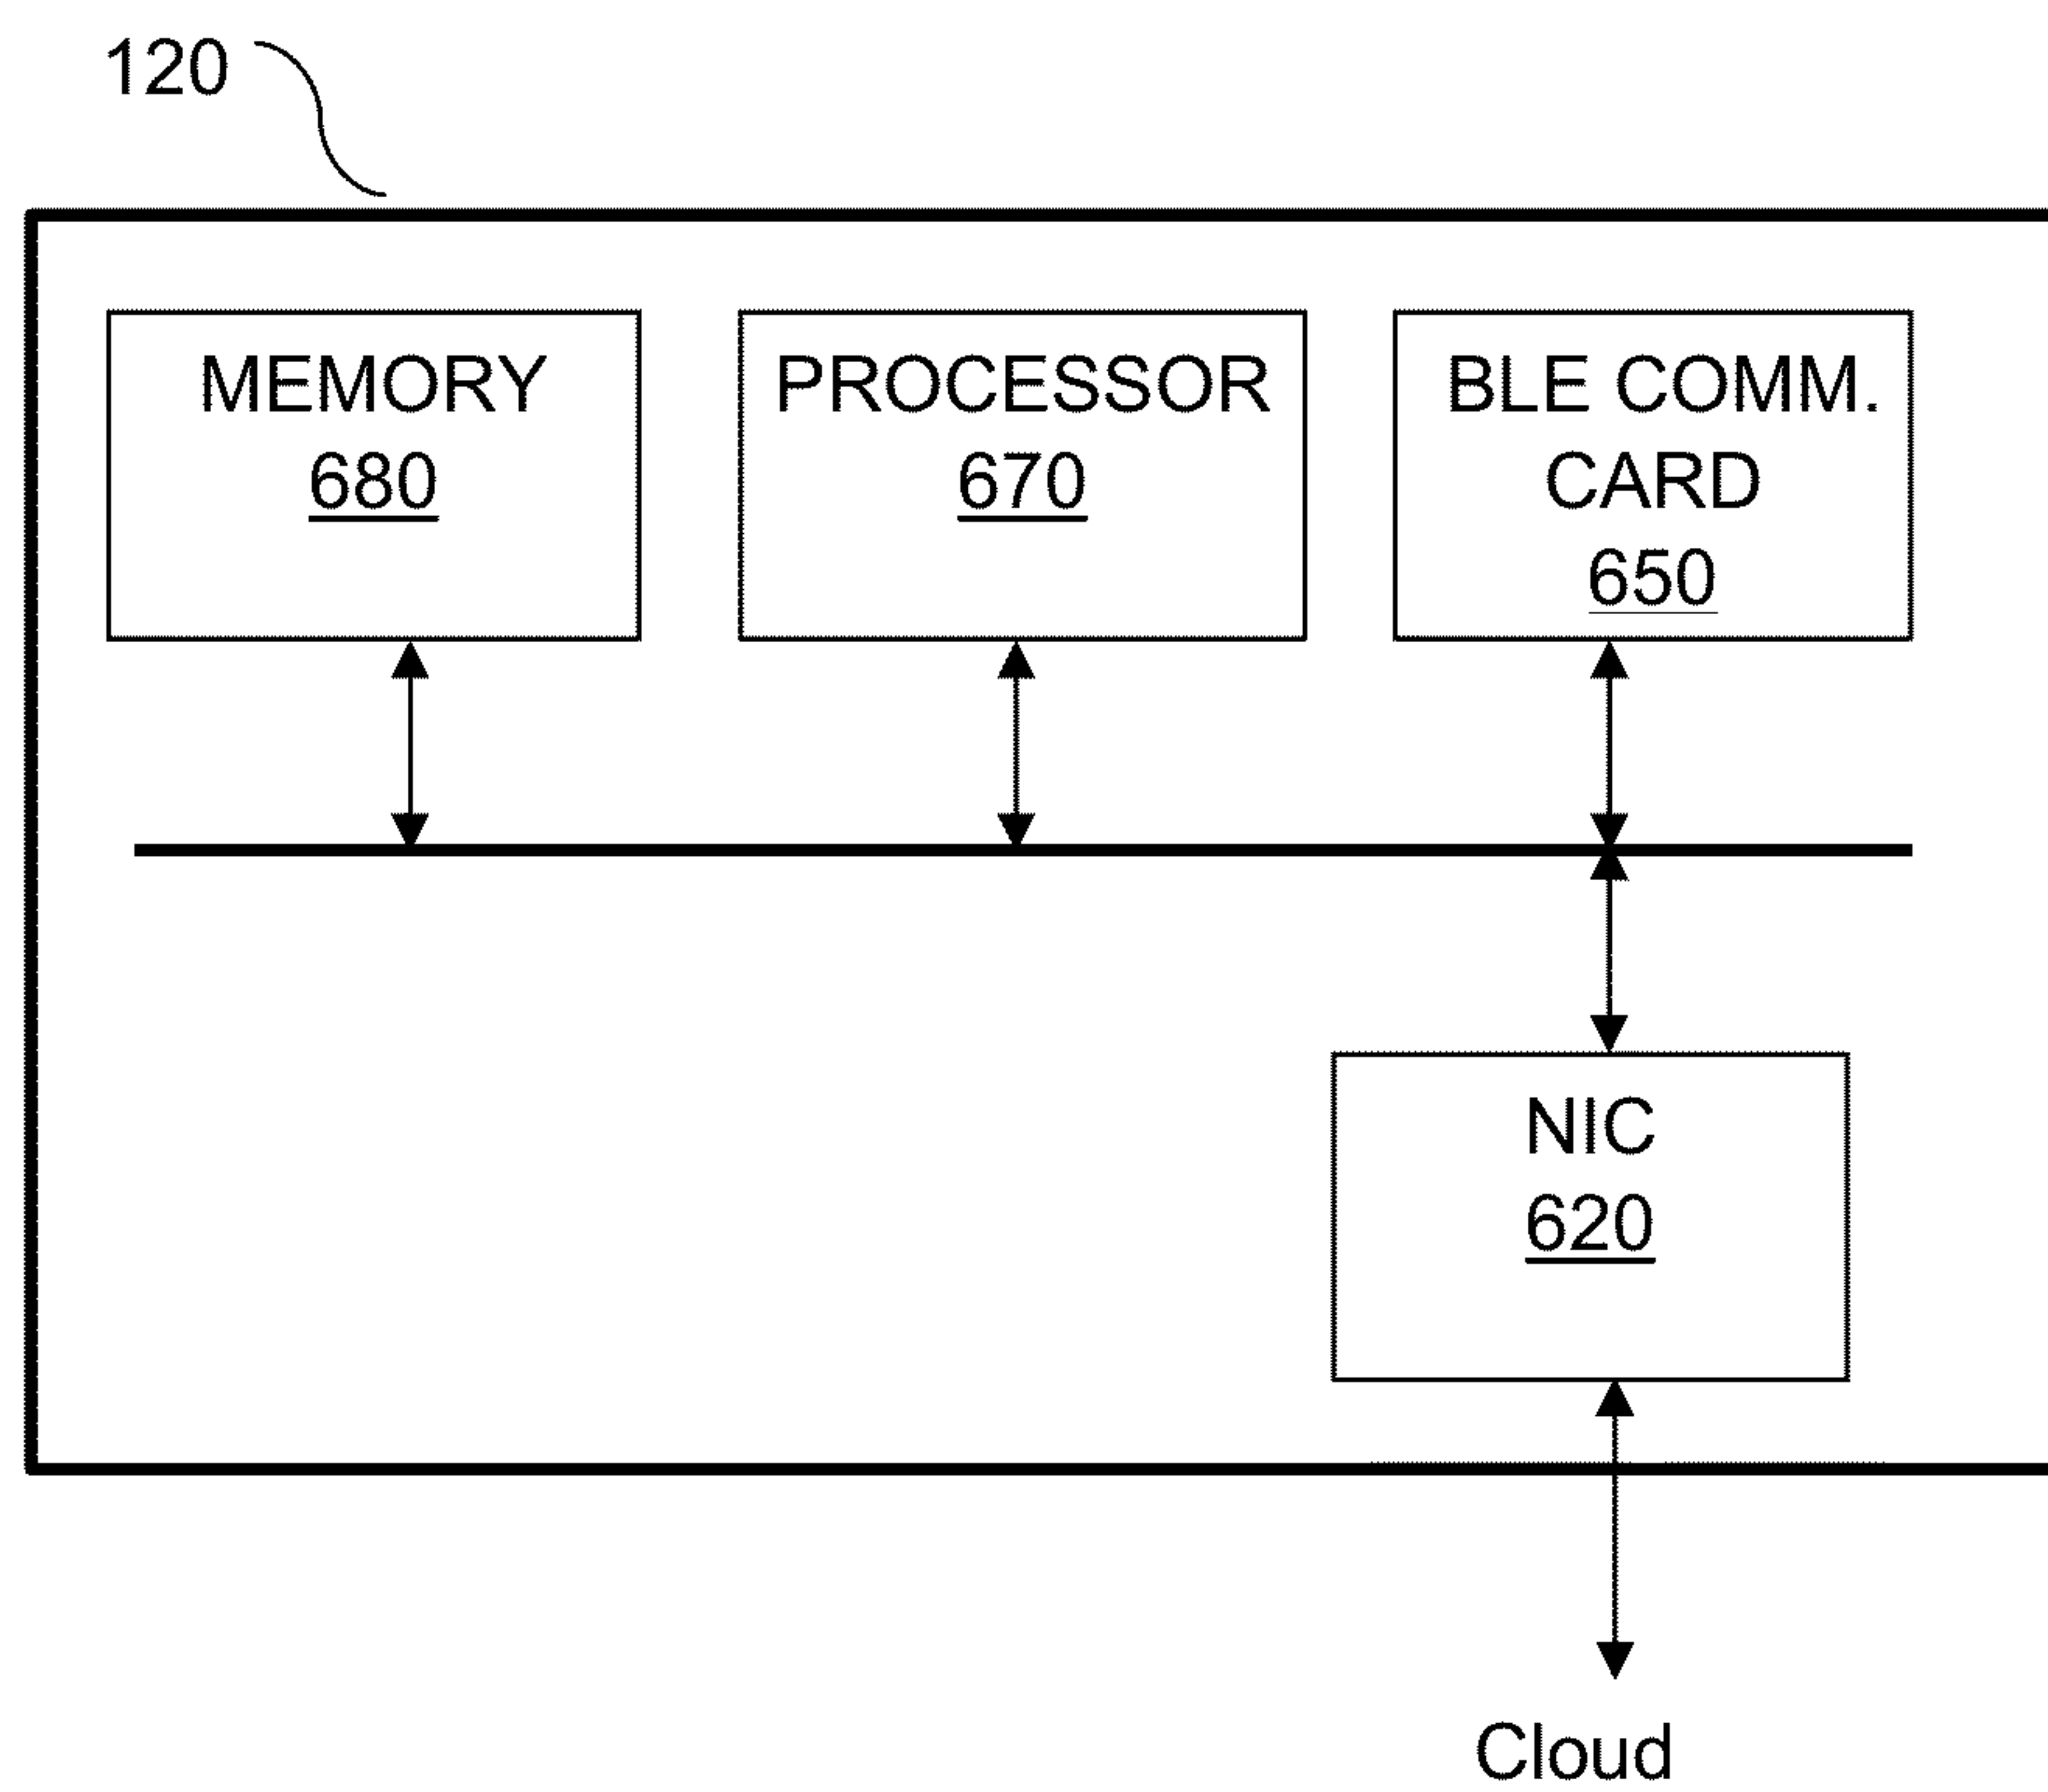 120
MEMORY
680
PROCESSOR
670
BLE COMM.
CARD
650
NIC
620
Cloud